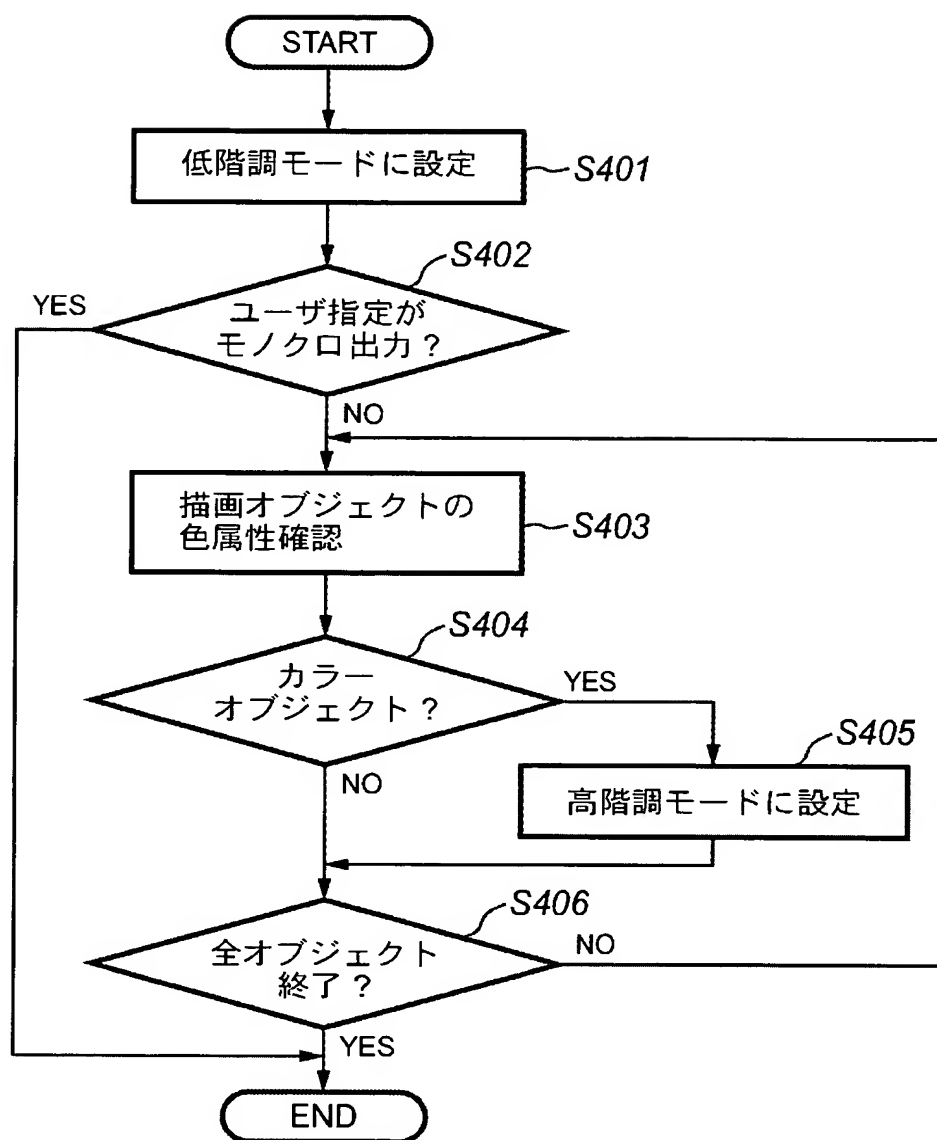 START
低階調モードに設定
S401
S402
YES
ユーザ指定が
モノクロ出力?
NO
描画オブジェクトの
色属性確認
S403
S404
カラー
オブジェクト?
YES
S405
NO
高階調モードに設定
S406
全オブジェクト
終了?
NO
YES
END